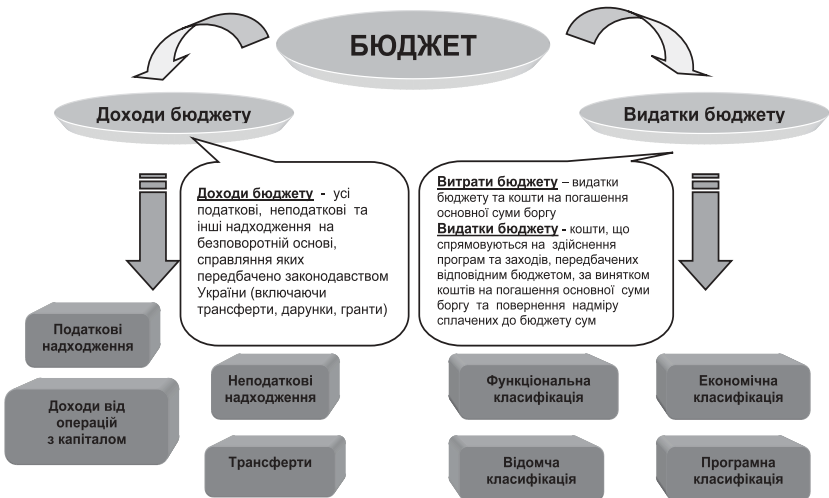 БЮДЖЕТ
Доходи бюджету
Видатки бюджету
Доходи бюджету - усі
податкові, неподаткові та
інші надходження на
безповоротній основі,
справляння яких
передбачено законодавством
України (включаючи
трансферти, дарунки, гранти)
Витрати бюджету – видатки
бюджету та кошти на погашення
основної суми боргу
Видатки бюджету - кошти, що
спрямовуються на здійснення
програм та заходів, передбачених
відповідним бюджетом, за винятком
коштів на погашення основної суми
боргу та повернення надміру
сплачених до бюджету сум
Податкові
надходження
Доходи від
операцій
з капіталом
Неподаткові
надходження
Трансферти
Функціональна
класифікація
Відомча
класифікація
Економічна
класифікація
Програмна
класифікація